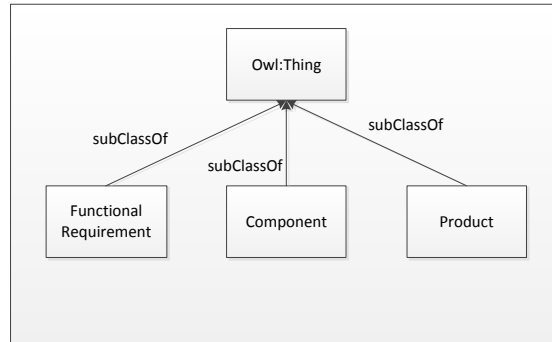 Owl:Thing
subClassOf
subClassOf
subClassOf
Functional
Requirement
Component
Product